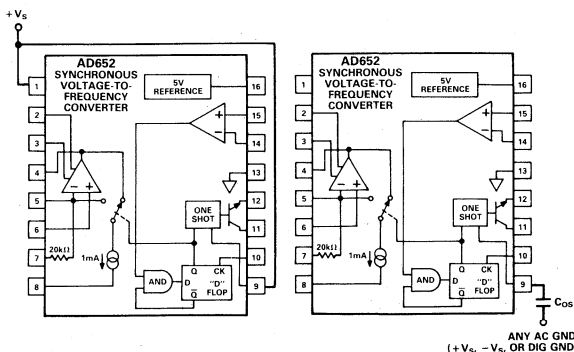 +VS
AD652
SYNCHRONOUS
VOLTAGE-TO-
FREQUENCY
CONVERTER
5V
REFERENCE
1
2
3
4
5
6
7
8
16
15
14
13
12
11
10
9
20kΩ
1mA
ONE
SHOT
AND
Q
CK
D
"D"
FLOP
Q̅
AD652
SYNCHRONOUS
VOLTAGE-TO-
FREQUENCY
CONVERTER
5V
REFERENCE
1
2
3
4
5
6
7
8
16
15
14
13
12
11
10
9
20kΩ
1mA
ONE
SHOT
AND
Q
CK
D
"D"
FLOP
Q̅
COS
ANY AC GND
(+VS, −VS, OR DIG GND